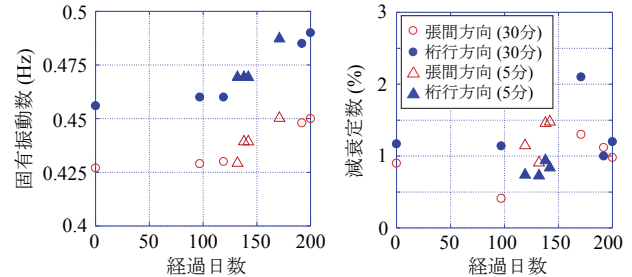 固有振動数 (Hz)
0.5
0.475
0.45
0.425
0.4
0 50 100 150 200
経過日数
減衰定数 (%)
3
2
1
0
張間方向 (30分)
桁行方向 (30分)
張間方向 (5分)
桁行方向 (5分)
0 50 100 150 200
経過日数